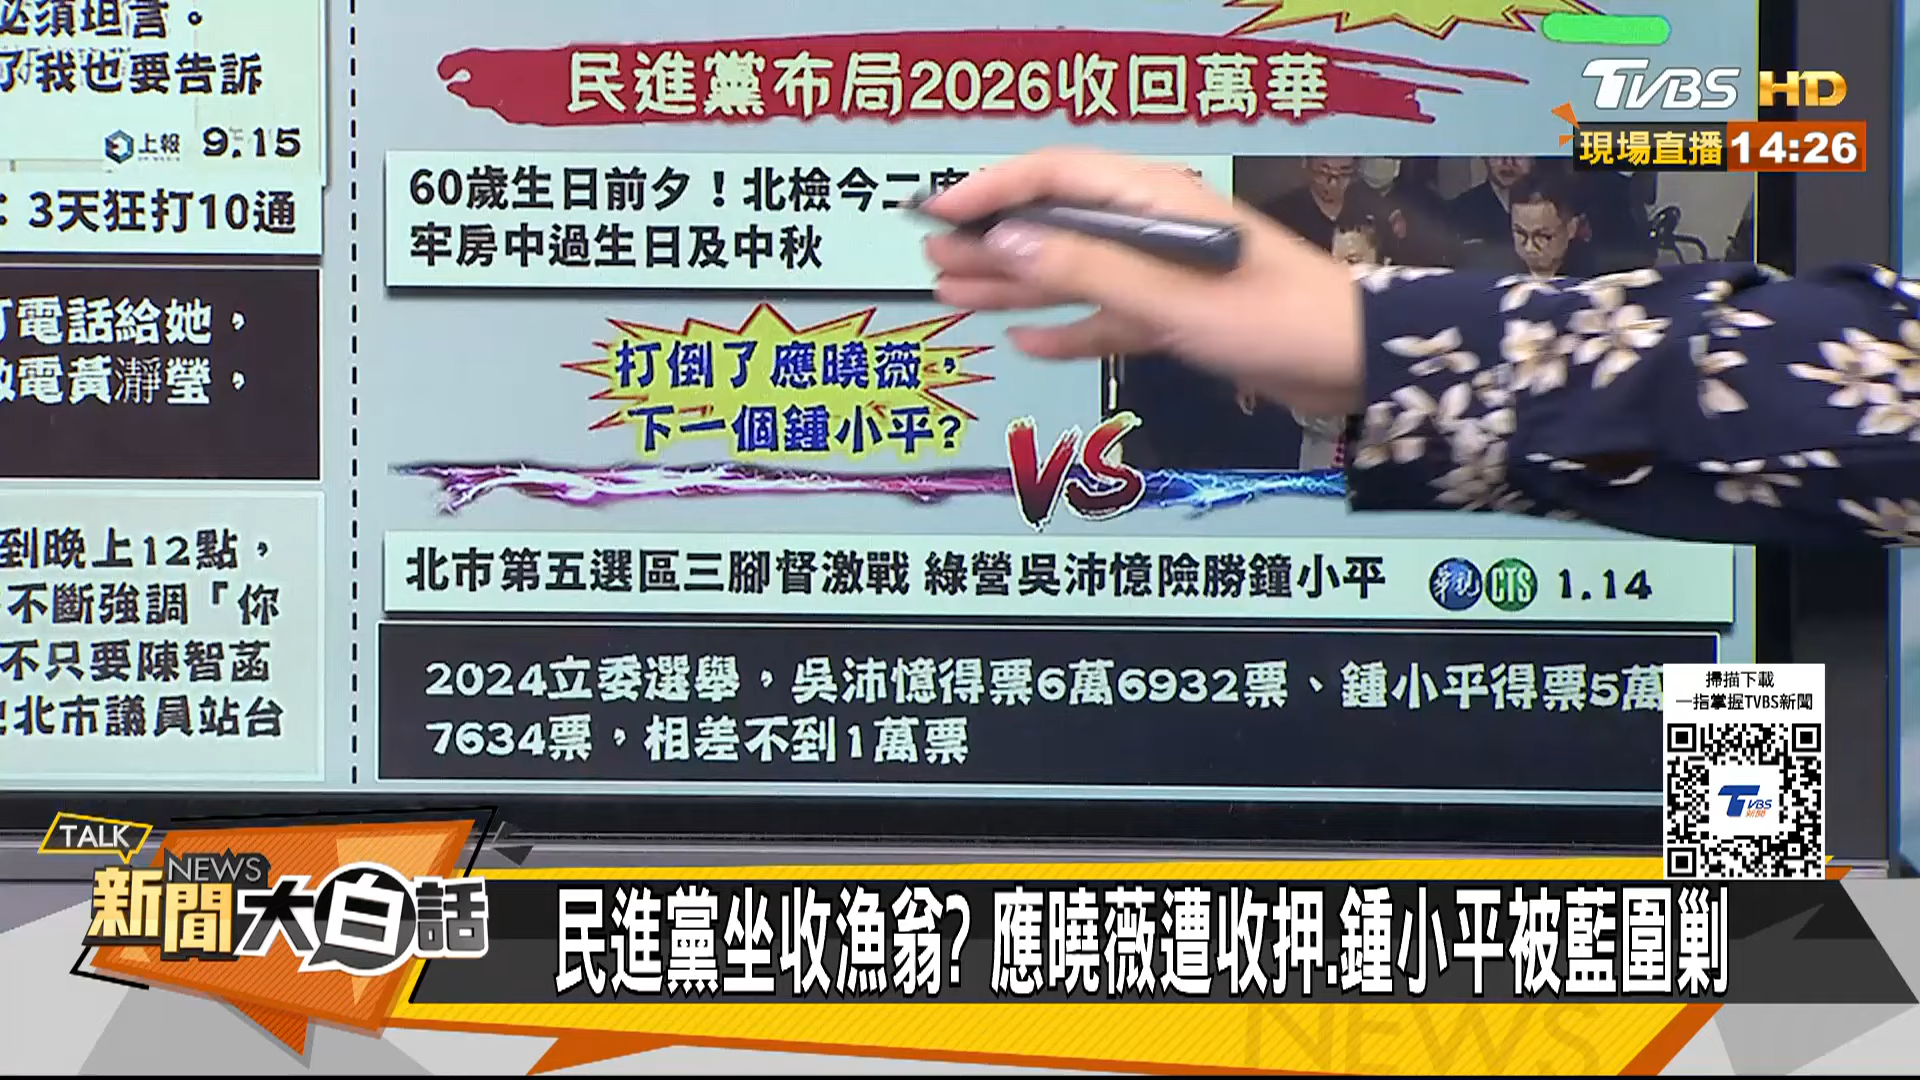 必須坦言。
了我也要告訴
上報 9.15
：3天狂打10通
打電話給她，
致電黃瀞瑩，
到晚上12點，
不斷強調「你
不只要陳智菡
北市議員站台
民進黨布局2026收回萬華
60歲生日前夕！北檢今二度
牢房中過生日及中秋
打倒了應曉薇，
下一個鍾小平？
VS
北市第五選區三腳督激戰 綠營吳沛憶險勝鐘小平 華視 CTS 1.14
2024立委選舉，吳沛憶得票6萬6932票、鍾小平得票5萬
7634票，相差不到1萬票
TVBS HD
現場直播 14:26
掃描下載
一指掌握TVBS新聞
TVBS
新聞
TALK
NEWS
新聞大白話
民進黨坐收漁翁？ 應曉薇遭收押.鍾小平被藍圍剿
NEWS